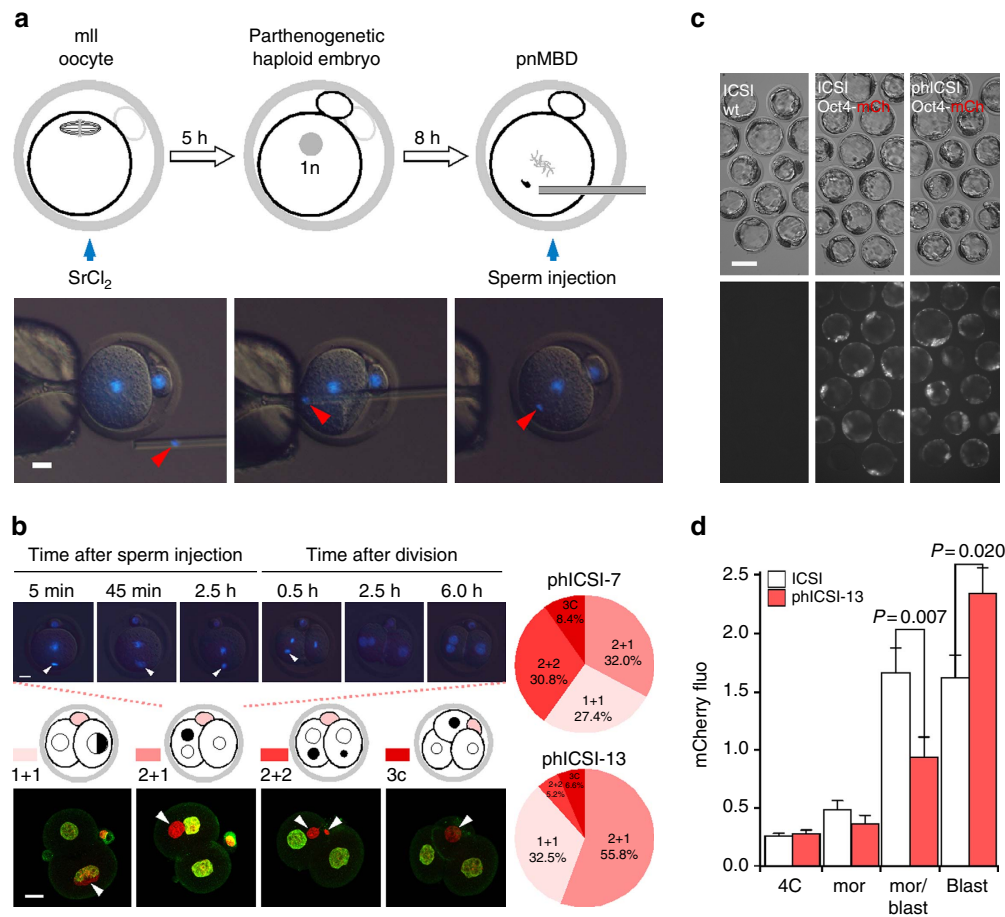 a
mII
oocyte
Parthenogenetic
haploid embryo
pnMBD
5 h
8 h
1n
SrCl₂
Sperm injection
b
Time after sperm injection
Time after division
5 min
45 min
2.5 h
0.5 h
2.5 h
6.0 h
1+1
2+1
2+2
3c
phICSI-7
3C
8.4%
2+1
32.0%
2+2
30.8%
1+1
27.4%
phICSI-13
3C
6.6%
2+2
5.2%
1+1
32.5%
2+1
55.8%
c
ICSI
wt
ICSI
Oct4-mCh
phICSI
Oct4-mCh
d
P = 0.020
P = 0.007
ICSI
phICSI-13
mCherry fluo
2.5
2.0
1.5
1.0
0.5
0.0
4C
mor
mor/
blast
Blast